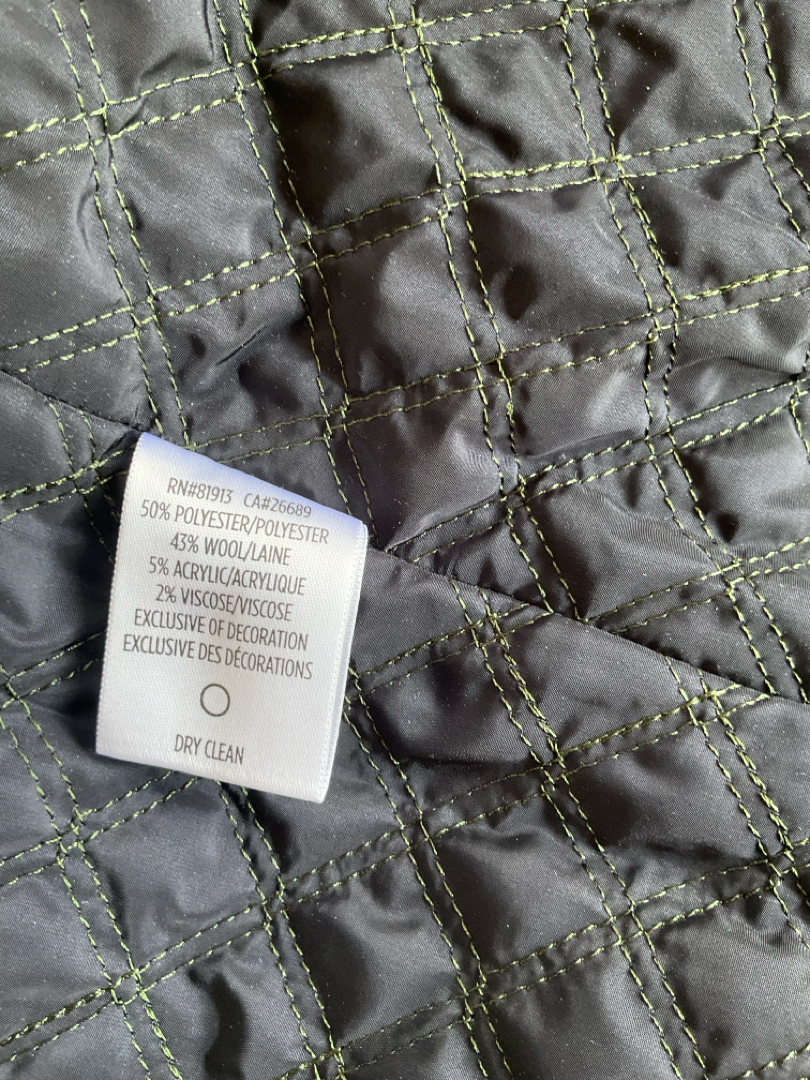 RN#81913 CA#26689
50% POLYESTER/POLYESTER
43% WOOL/LAINE
5% ACRYLIC/ACRYLIQUE
2% VISCOSE/VISCOSE
EXCLUSIVE OF DECORATION
EXCLUSIVE DES DÉCORATIONS
DRY CLEAN